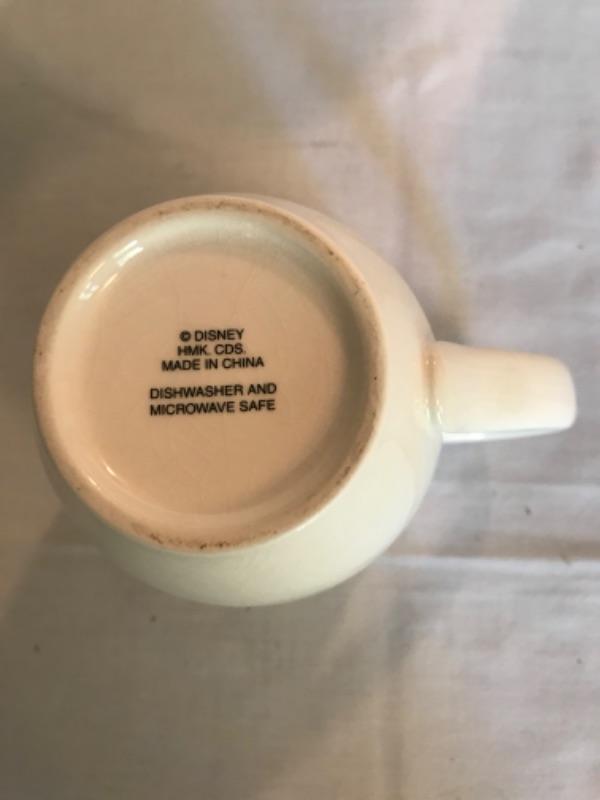 © DISNEY
HMK. CDS.
MADE IN CHINA
DISHWASHER AND
MICROWAVE SAFE